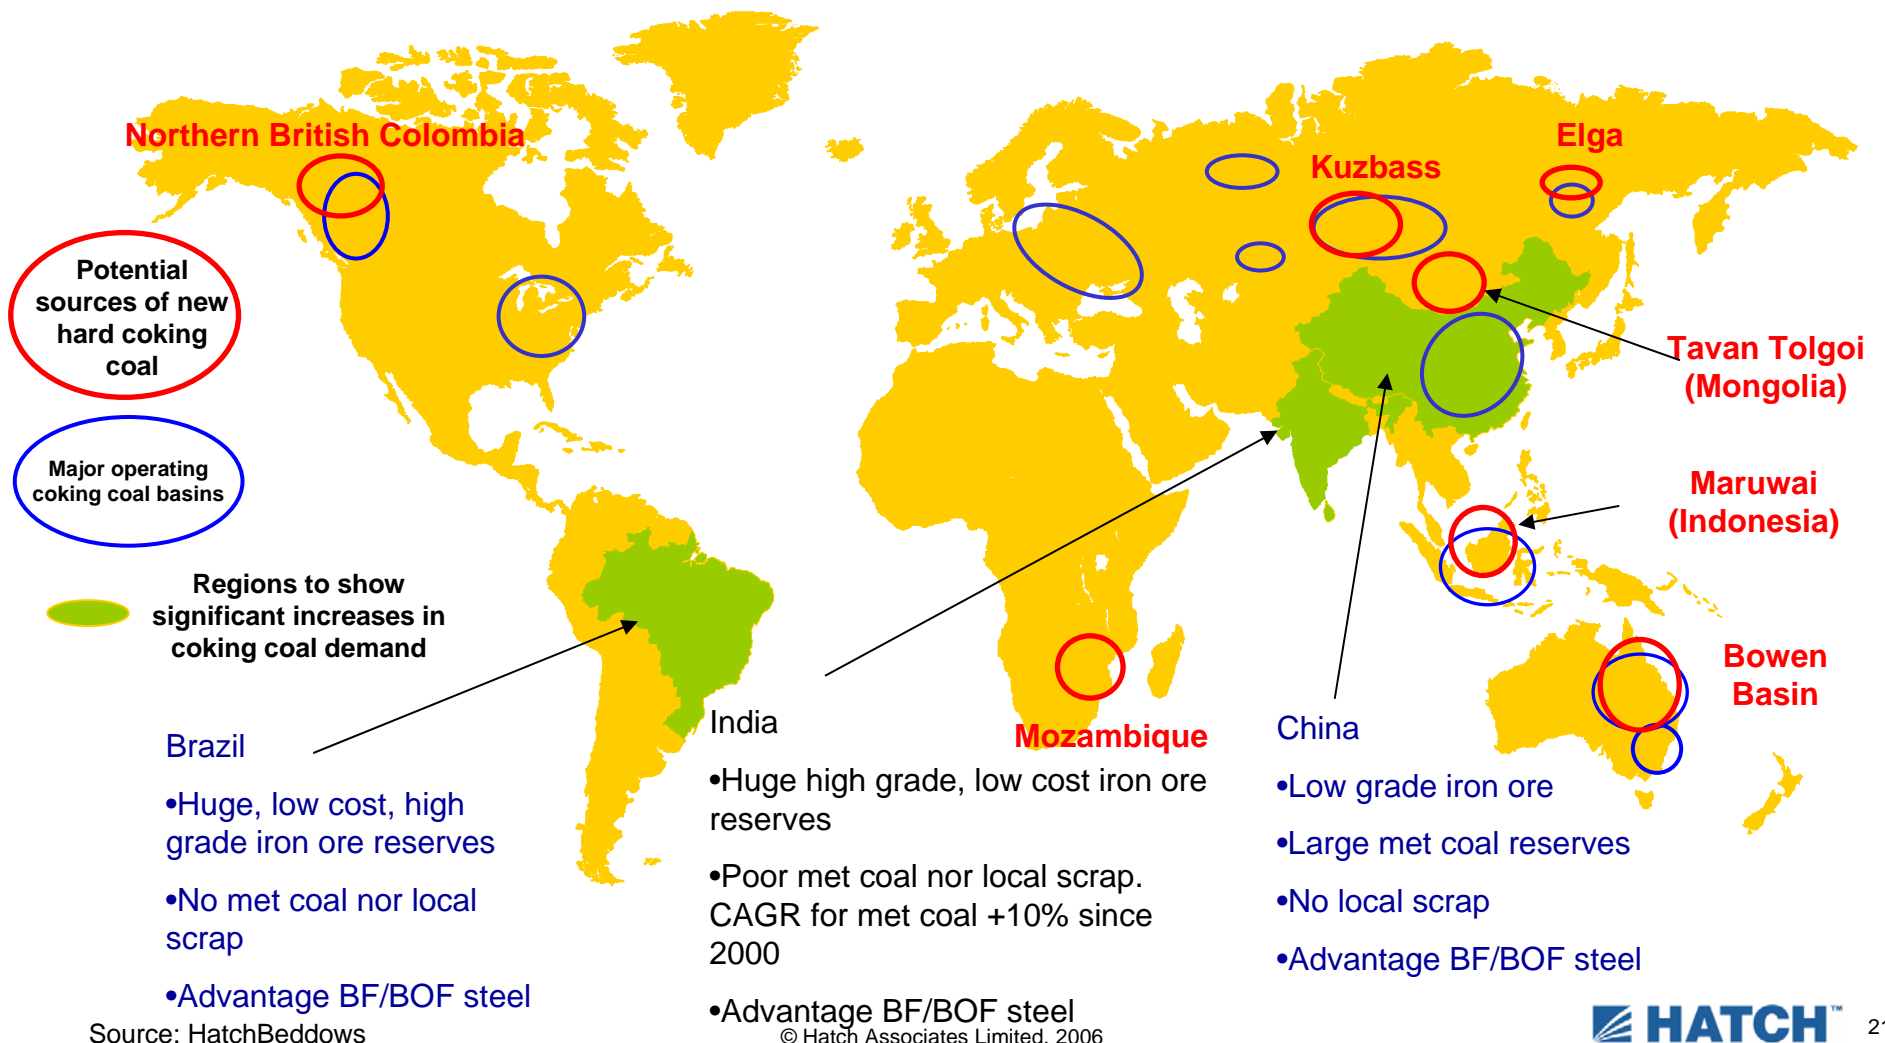 Northern British Colombia
Elga
Kuzbass
Potential
sources of new
hard coking
coal
Tavan Tolgoi
(Mongolia)
Major operating
coking coal basins
Maruwai
(Indonesia)
Regions to show
significant increases in
coking coal demand
Bowen
Basin
Mozambique
Brazil
•Huge, low cost, high
grade iron ore reserves
•No met coal nor local
scrap
•Advantage BF/BOF steel
India
•Huge high grade, low cost iron ore
reserves
•Poor met coal nor local scrap.
CAGR for met coal +10% since
2000
•Advantage BF/BOF steel
China
•Low grade iron ore
•Large met coal reserves
•No local scrap
•Advantage BF/BOF steel
Source: HatchBeddows
© Hatch Associates Limited. 2006
HATCH™
21